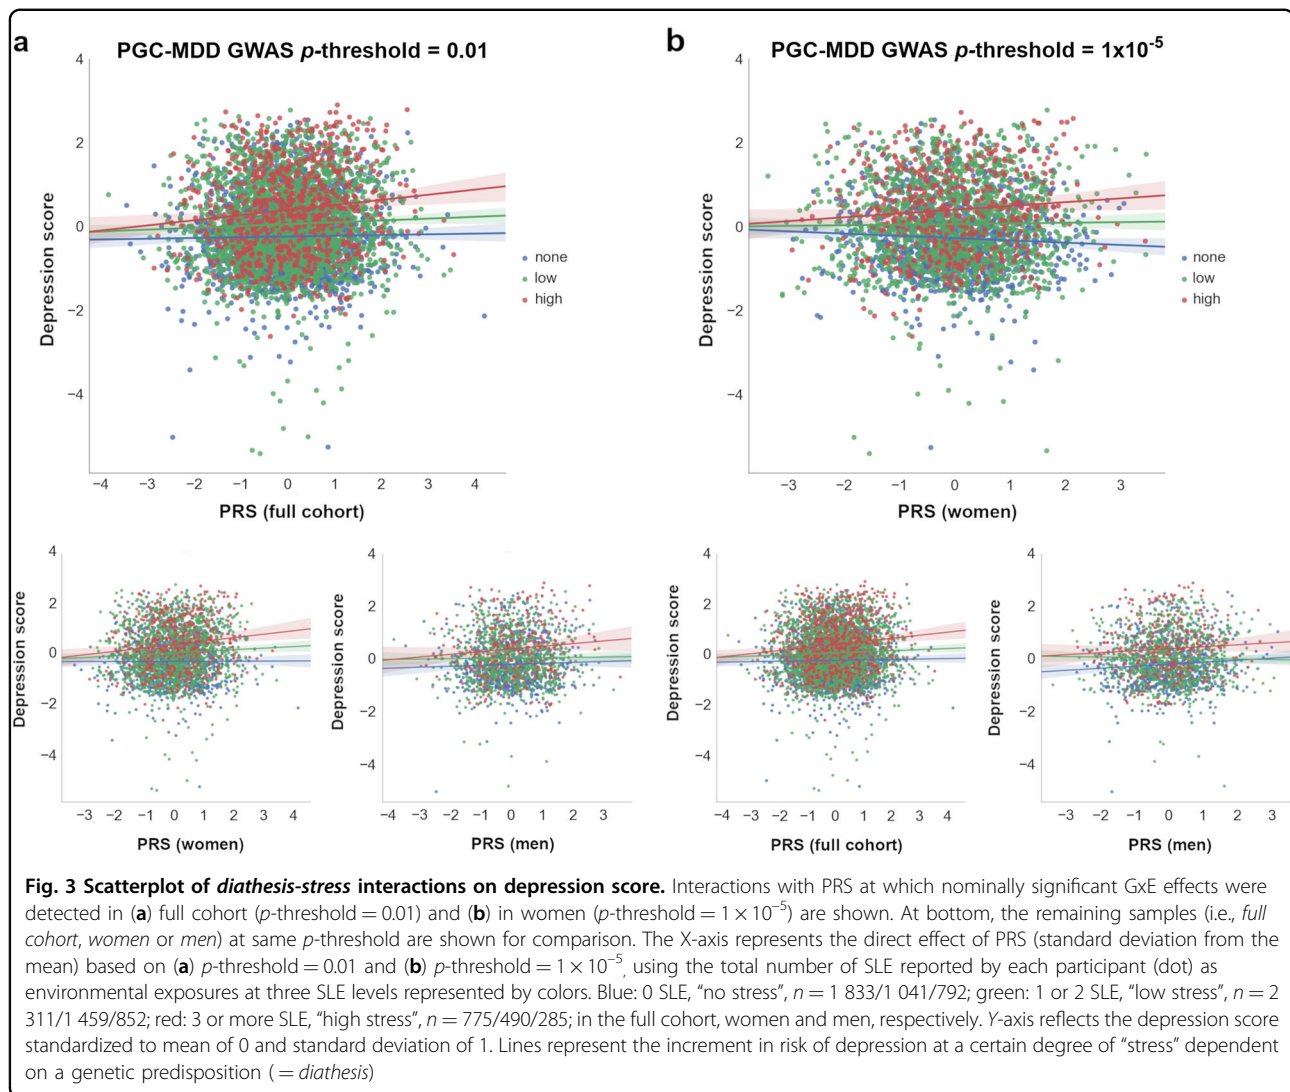 a
PGC-MDD GWAS p-threshold = 0.01
4
2
0
−2
−4
Depression score
−4 −3 −2 −1 0 1 2 3 4
PRS (full cohort)
none
low
high
b
PGC-MDD GWAS p-threshold = 1x10⁻⁵
4
2
0
−2
−4
Depression score
−3 −2 −1 0 1 2 3
PRS (women)
none
low
high
4
2
0
−2
−4
Depression score
−3 −2 −1 0 1 2 3 4
PRS (women)
4
2
0
−2
−4
Depression score
−4 −3 −2 −1 0 1 2 3
PRS (men)
4
2
0
−2
−4
Depression score
−4 −3 −2 −1 0 1 2 3 4
PRS (full cohort)
4
2
0
−2
−4
Depression score
−4 −3 −2 −1 0 1 2 3
PRS (men)
Fig. 3 Scatterplot of diathesis-stress interactions on depression score. Interactions with PRS at which nominally significant GxE effects were
detected in (a) full cohort (p-threshold = 0.01) and (b) in women (p-threshold = 1 × 10⁻⁵) are shown. At bottom, the remaining samples (i.e., full
cohort, women or men) at same p-threshold are shown for comparison. The X-axis represents the direct effect of PRS (standard deviation from the
mean) based on (a) p-threshold = 0.01 and (b) p-threshold = 1 × 10⁻⁵, using the total number of SLE reported by each participant (dot) as
environmental exposures at three SLE levels represented by colors. Blue: 0 SLE, “no stress”, n = 1 833/1 041/792; green: 1 or 2 SLE, “low stress”, n = 2
311/1 459/852; red: 3 or more SLE, “high stress”, n = 775/490/285; in the full cohort, women and men, respectively. Y-axis reflects the depression score
standardized to mean of 0 and standard deviation of 1. Lines represent the increment in risk of depression at a certain degree of “stress” dependent
on a genetic predisposition ( = diathesis)